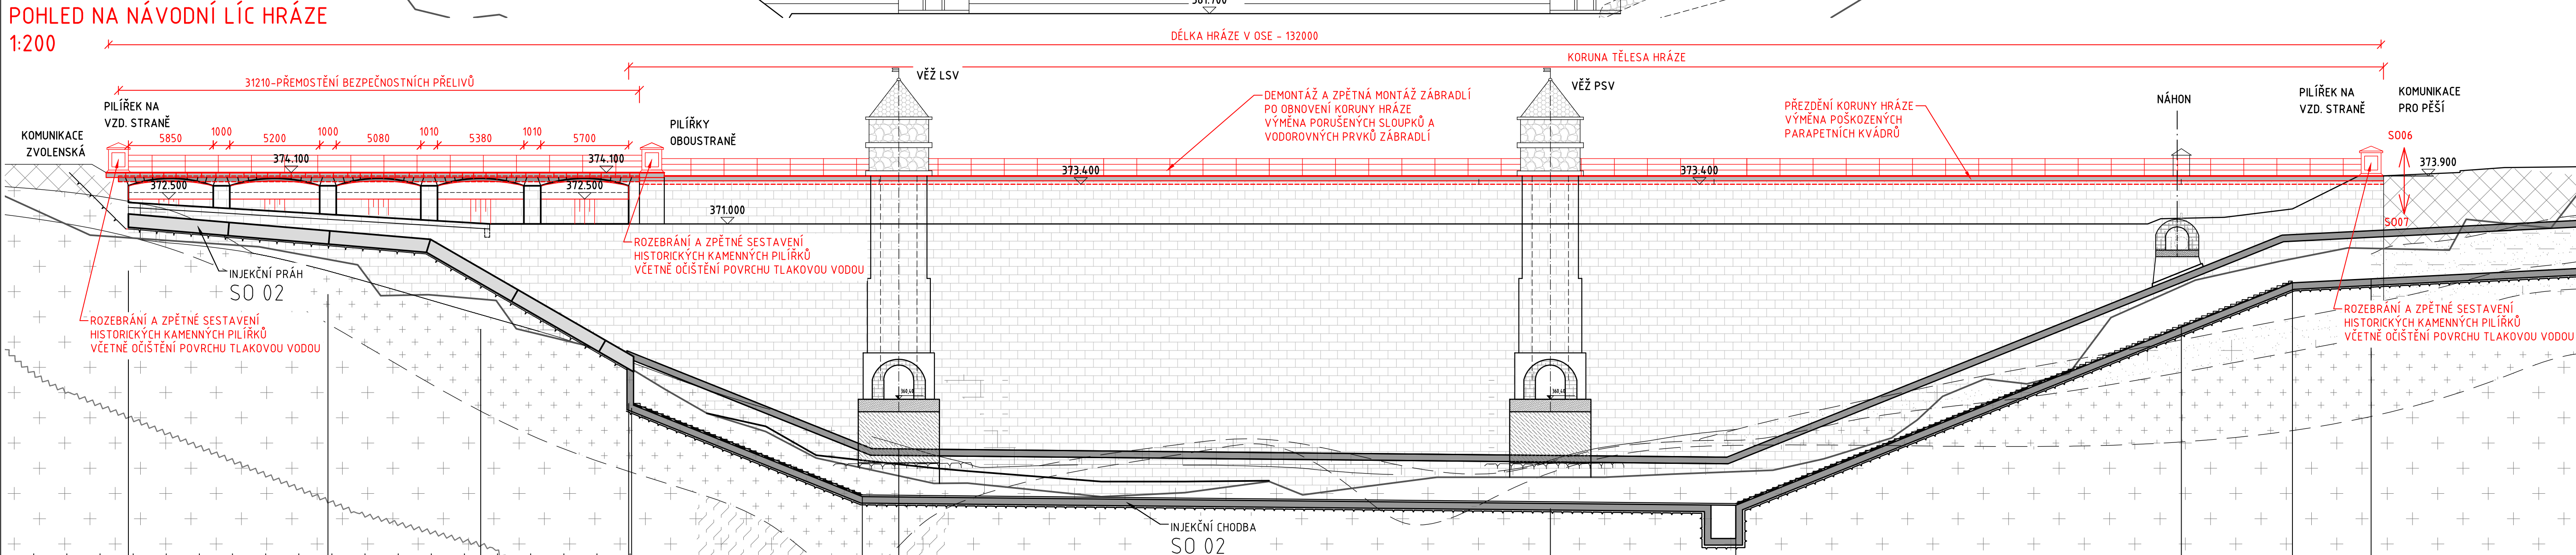 POHLED NA NÁVODNÍ LÍC HRÁZE
1:200
361.700
DÉLKA HRÁZE V OSE - 132000
KORUNA TĚLESA HRÁZE
31210-PŘEMOSTĚNÍ BEZPEČNOSTNÍCH PŘELIVŮ
VĚŽ LSV
VĚŽ PSV
NÁHON
KOMUNIKACE
ZVOLENSKÁ
PILÍŘEK NA
VZD. STRANĚ
5850
1000
5200
1000
5080
1010
5380
1010
5700
PILÍŘKY
OBOUSTRANĚ
DEMONTÁŽ A ZPĚTNÁ MONTÁŽ ZÁBRADLÍ
PO OBNOVENÍ KORUNY HRÁZE
VÝMĚNA PORUŠENÝCH SLOUPKŮ A
VODOROVNÝCH PRVKŮ ZÁBRADLÍ
PŘEZDĚNÍ KORUNY HRÁZE
VÝMĚNA POŠKOZENÝCH
PARAPETNÍCH KVÁDRŮ
PILÍŘEK NA
VZD. STRANĚ
KOMUNIKACE
PRO PĚŠÍ
SO06
373.900
SO07
374.100
374.100
372.500
372.500
373.400
373.400
371.000
INJEKČNÍ PRÁH
SO 02
ROZEBRÁNÍ A ZPĚTNÉ SESTAVENÍ
HISTORICKÝCH KAMENNÝCH PILÍŘKŮ
VČETNĚ OČIŠTĚNÍ POVRCHU TLAKOVOU VODOU
ROZEBRÁNÍ A ZPĚTNÉ SESTAVENÍ
HISTORICKÝCH KAMENNÝCH PILÍŘKŮ
VČETNĚ OČIŠTĚNÍ POVRCHU TLAKOVOU VODOU
ROZEBRÁNÍ A ZPĚTNÉ SESTAVENÍ
HISTORICKÝCH KAMENNÝCH PILÍŘKŮ
VČETNĚ OČIŠTĚNÍ POVRCHU TLAKOVOU VODOU
360.40
360.40
INJEKČNÍ CHODBA
SO 02